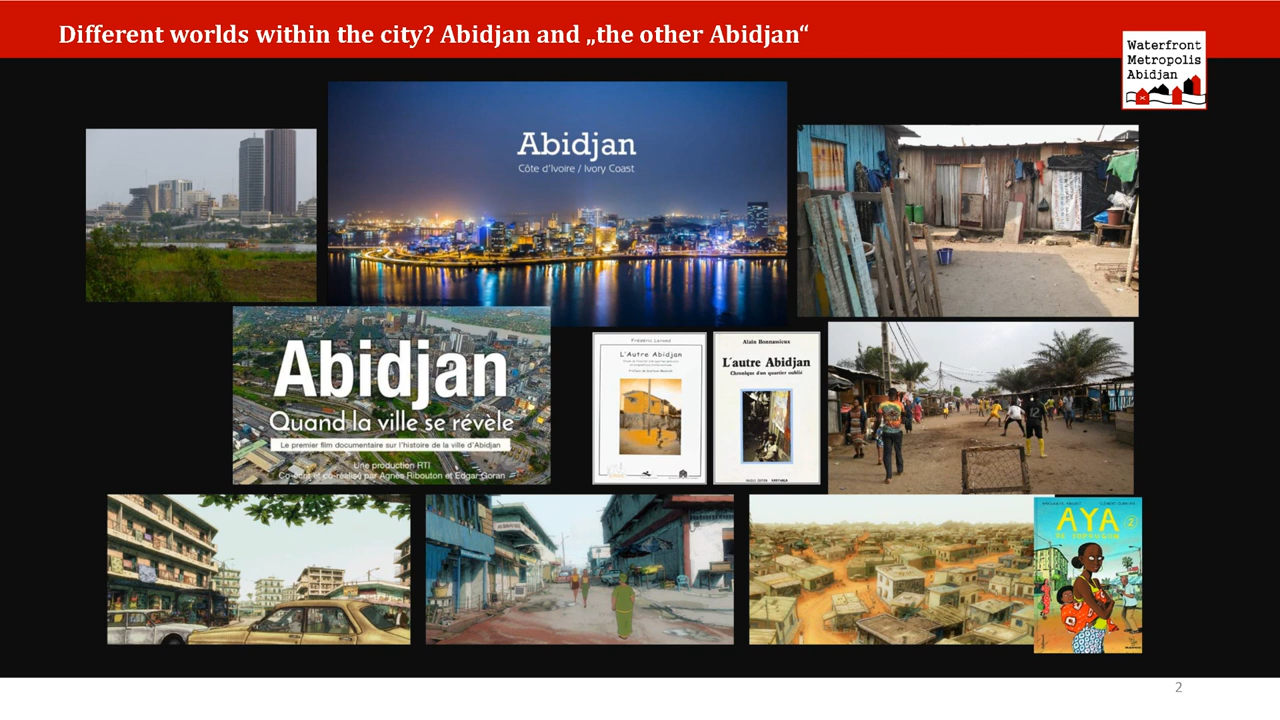 Different worlds within the city? Abidjan and „the other Abidjan“
Waterfront
Metropolis
Abidjan
Abidjan
Côte d'Ivoire / Ivory Coast
Abidjan
Quand la ville se révèle
Le premier film documentaire sur l'histoire de la ville d'Abidjan
Une production RTI
Co-écrit et co-réalisé par Agnès Ribouton et Edgar Goran
L'Autre Abidjan
Alain Bonnassieux
L'autre Abidjan
Chronique d'un quartier oublié
AYA
2
2